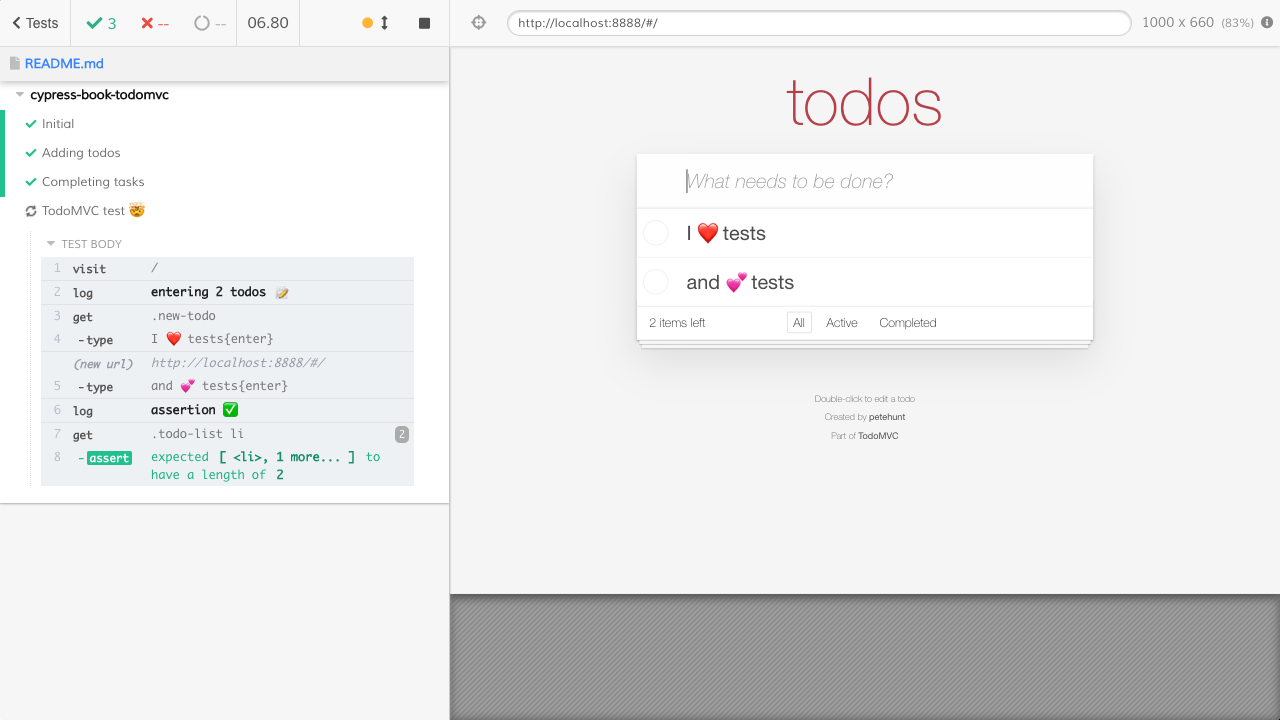 Tests 3 -- -- 06.80
http://localhost:8888/#/ 1000 x 660 (83%)
README.md
cypress-book-todomvc
Initial
Adding todos
Completing tasks
TodoMVC test 🤯
TEST BODY
1 visit /
2 log entering 2 todos 📝
3 get .new-todo
4 -type I ❤️ tests{enter}
(new url) http://localhost:8888/#/
5 -type and 💕 tests{enter}
6 log assertion ✅
7 get .todo-list li 2
8 -assert expected [ <li>, 1 more... ] to
have a length of 2
todos
What needs to be done?
I ❤️ tests
and 💕 tests
2 items left All Active Completed
Double-click to edit a todo
Created by petehunt
Part of TodoMVC